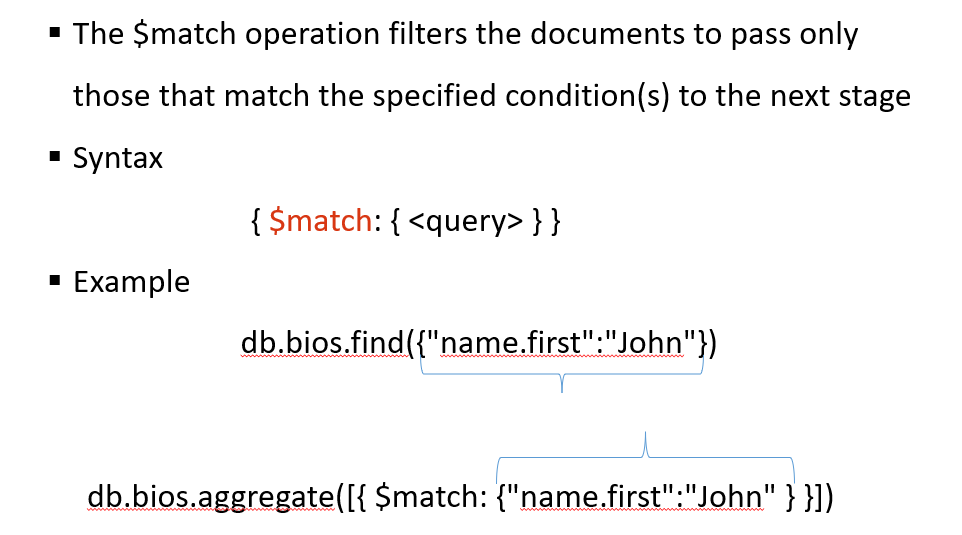 ▪ The $match operation filters the documents to pass only
those that match the specified condition(s) to the next stage
▪ Syntax
{ $match: { <query> } }
▪ Example
db.bios.find({"name.first":"John"})
db.bios.aggregate([{ $match: {"name.first":"John" } }])